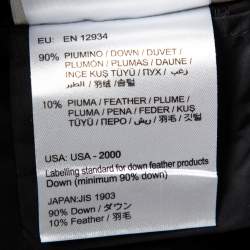 EU: EN 12934
90% PIUMINO / DOWN / DUVET /
PLUMÓN / PLUMAS / DAUNE /
İNCE KUŞ TÜYÜ / ПУХ / زغب /
الطير / 羽绒 / 솜털
10% PIUMA / FEATHER / PLUME /
PLUMA / PENA / FEDER / KUŞ
TÜYÜ / ПЕРО / ریش / 羽毛 / 깃털
USA: USA - 2000
Labelling standard for down feather products
Down (minimum 90% down)
JAPAN:JIS 1903
90% Down / ダウン
10% Feather / 羽毛